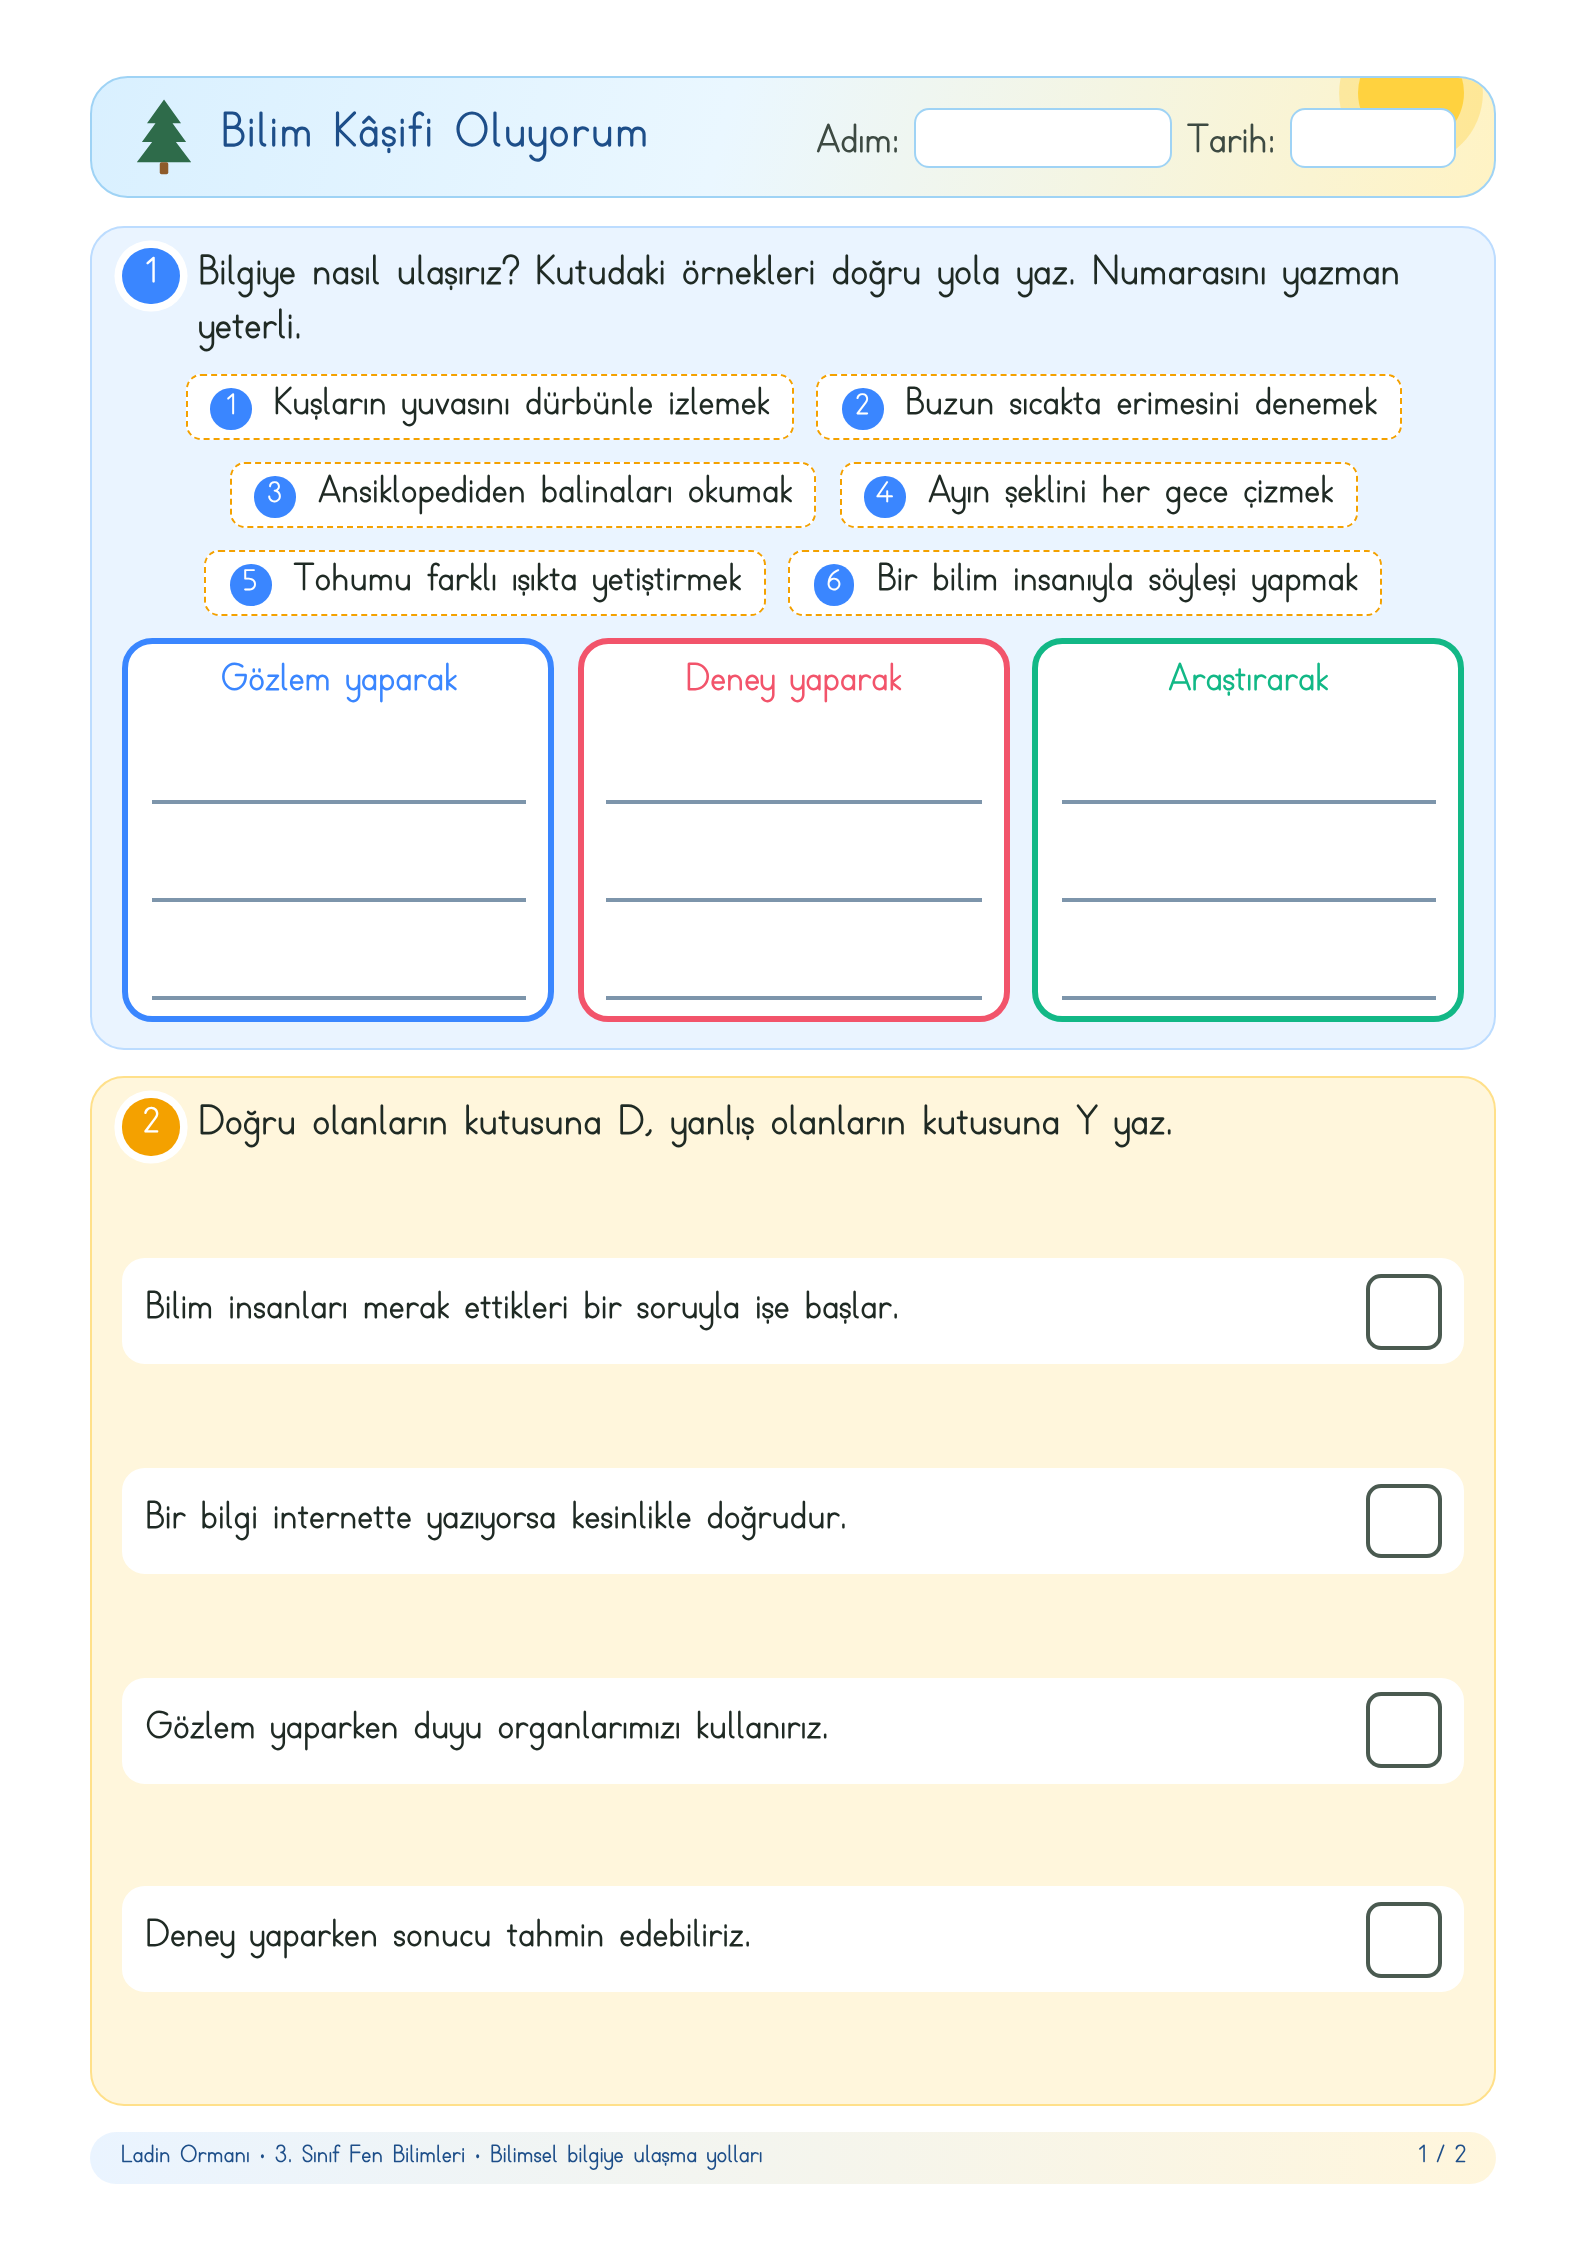 Bilim Kâşifi Oluyorum
Adım:
Tarih:
1
Bilgiye nasıl ulaşırız? Kutudaki örnekleri doğru yola yaz. Numarasını yazman
yeterli.
1 Kuşların yuvasını dürbünle izlemek
2 Buzun sıcakta erimesini denemek
3 Ansiklopediden balinaları okumak
4 Ayın şeklini her gece çizmek
5 Tohumu farklı ışıkta yetiştirmek
6 Bir bilim insanıyla söyleşi yapmak
Gözlem yaparak
Deney yaparak
Araştırarak
2 Doğru olanların kutusuna D, yanlış olanların kutusuna Y yaz.
Bilim insanları merak ettikleri bir soruyla işe başlar.
Bir bilgi internette yazıyorsa kesinlikle doğrudur.
Gözlem yaparken duyu organlarımızı kullanırız.
Deney yaparken sonucu tahmin edebiliriz.
Ladin Ormanı • 3. Sınıf Fen Bilimleri • Bilimsel bilgiye ulaşma yolları
1 / 2